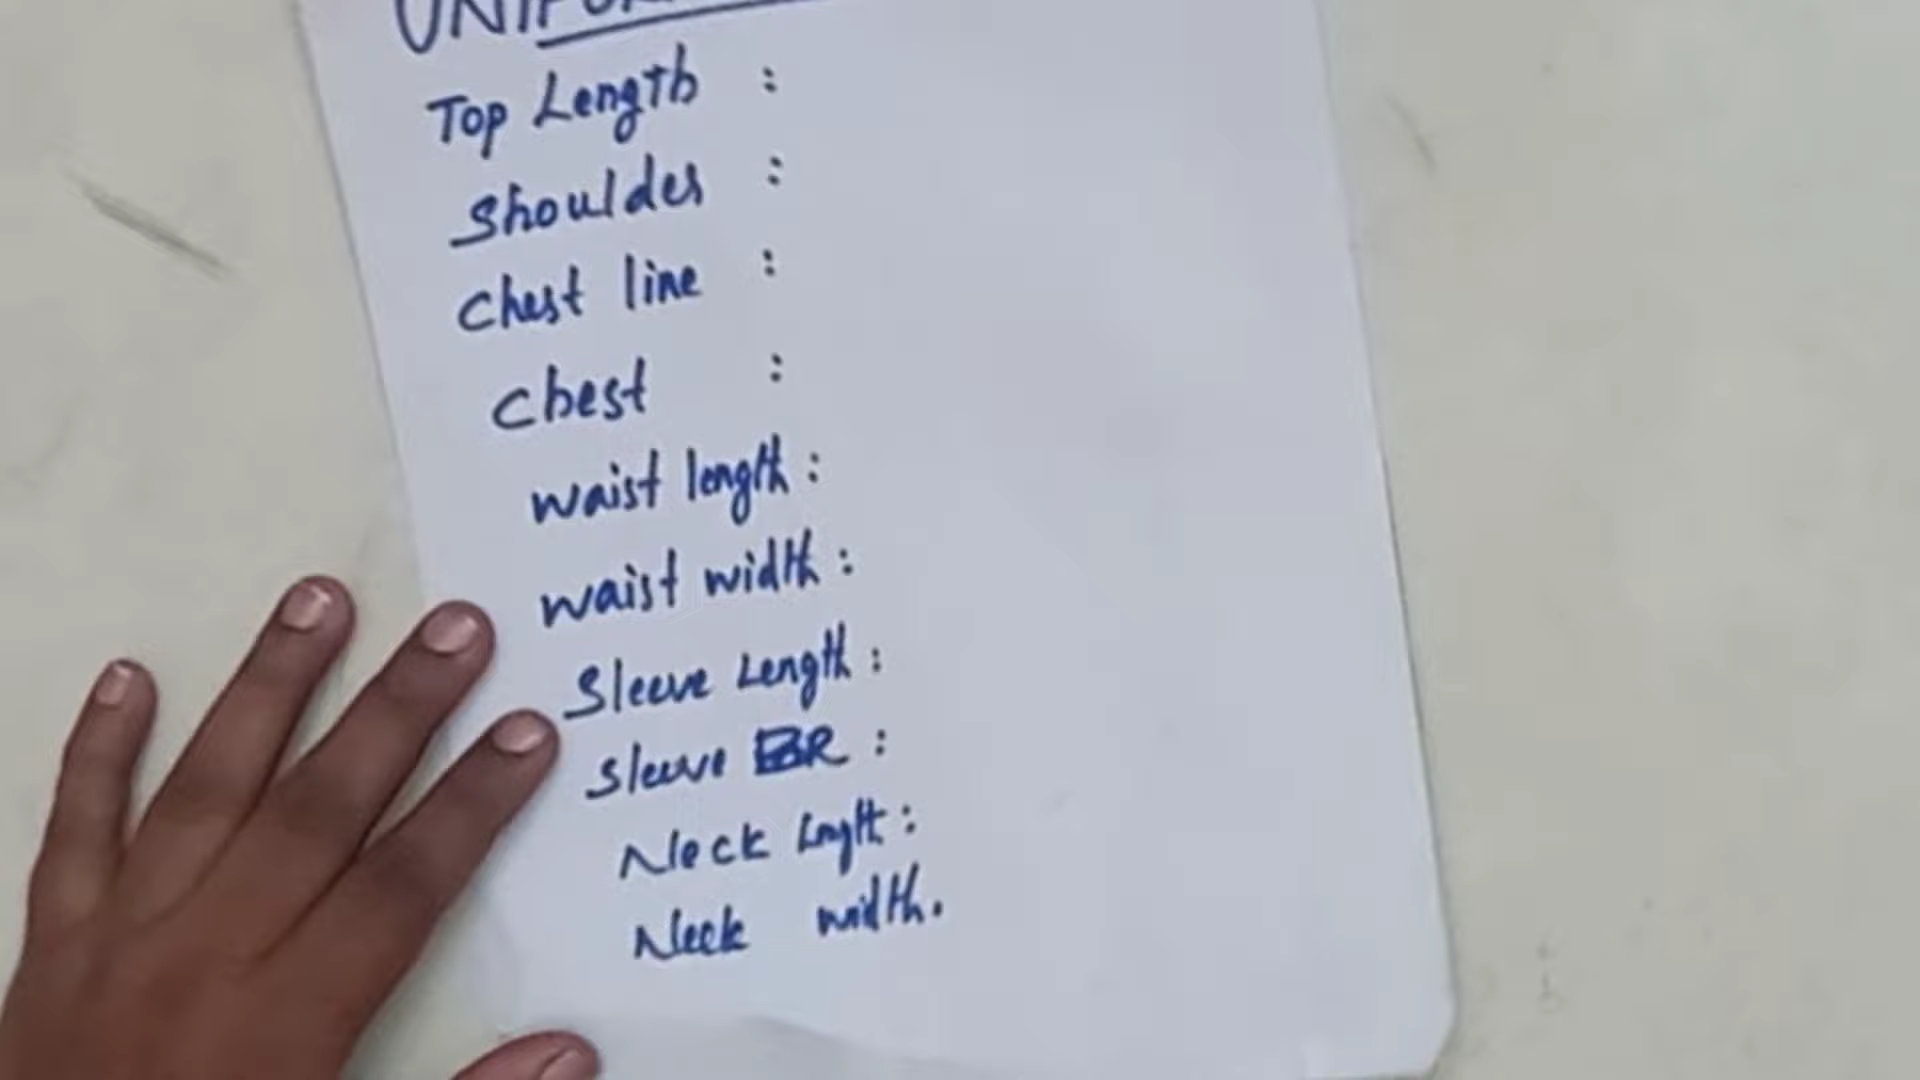 Top Length :
Shoulder :
Chest line :
Chest :
waist length :
waist width :
Sleeve Length :
Sleeve BR :
Neck Length :
Neck width.